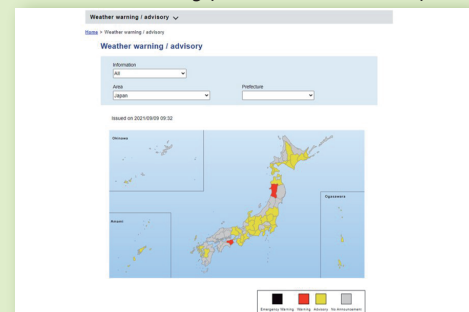 Weather warning / advisory
Home > Weather warning / advisory
Weather warning / advisory
Information
All
Area
Prefecture
Japan
Issued on 2021/09/09 09:32
Okinawa
Ogasawara
Amami
Emergency Warning Warning Advisory No Announcement